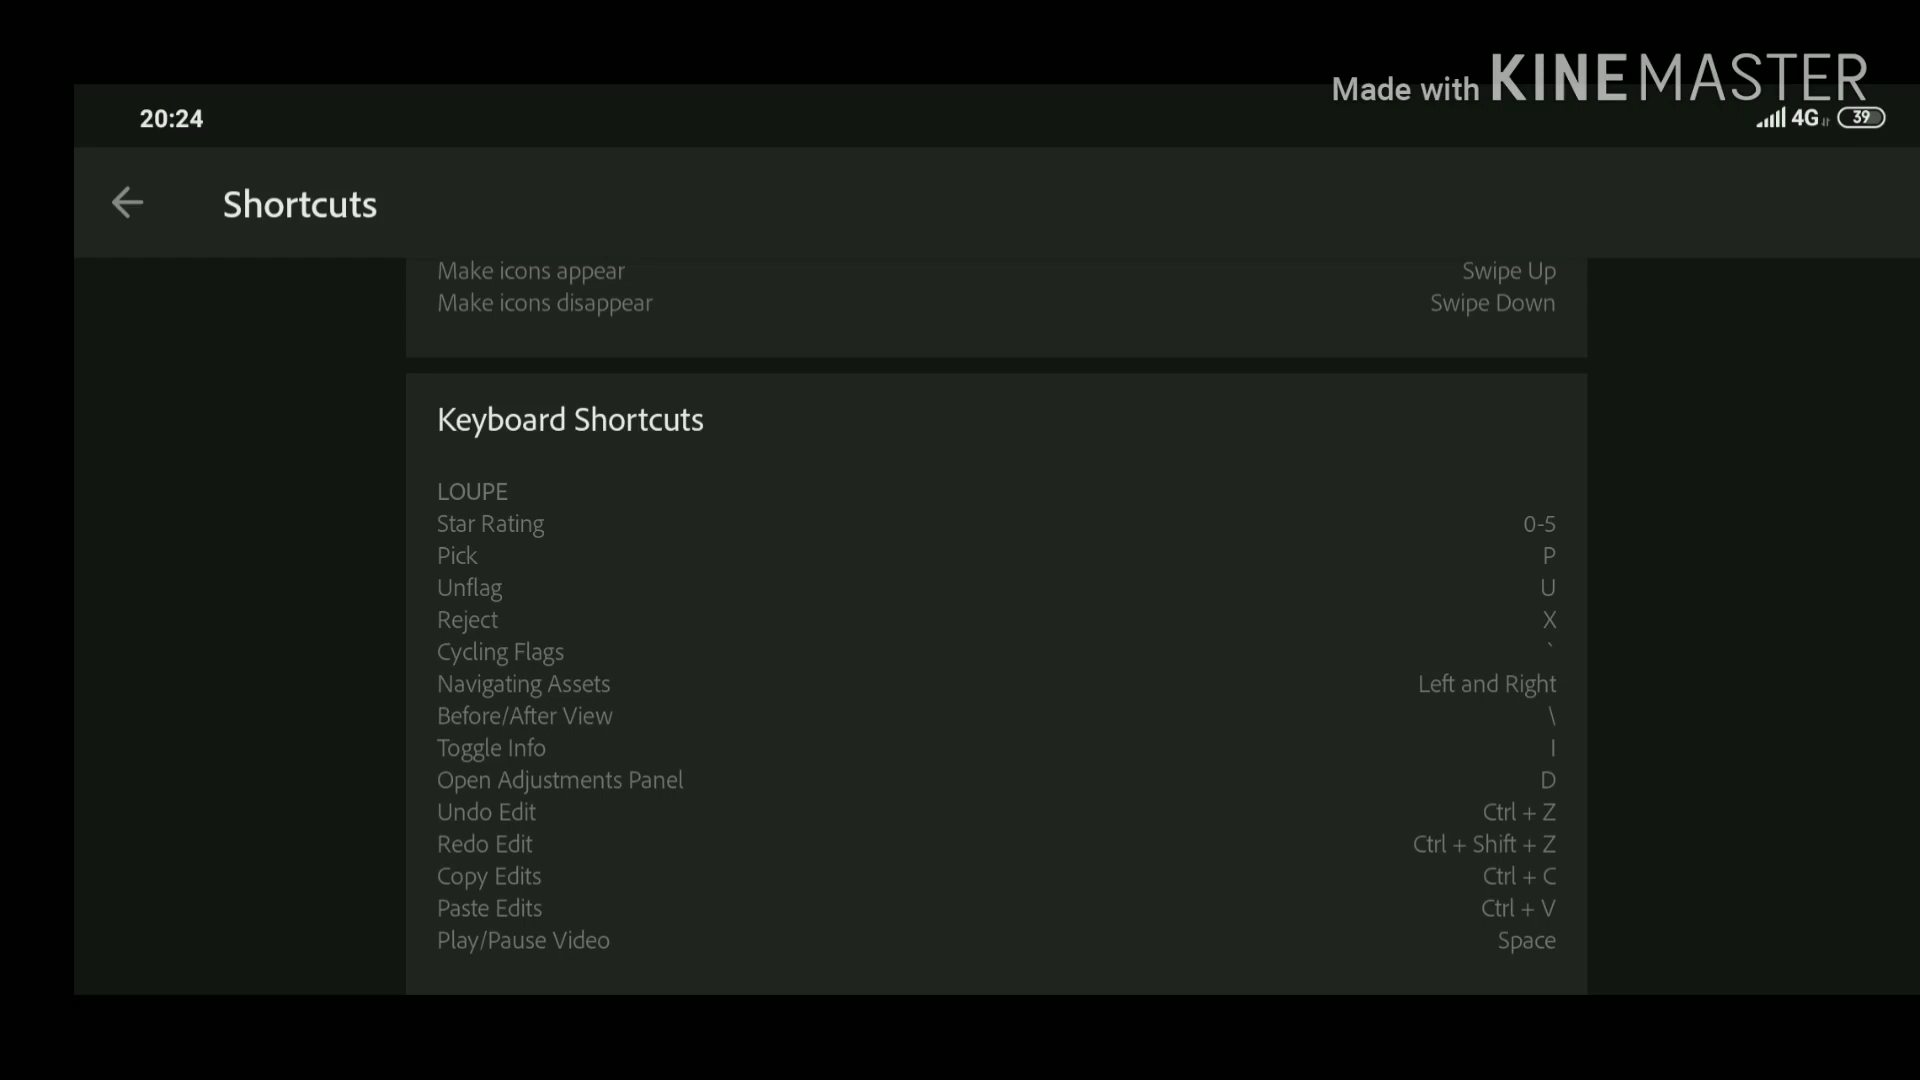 Made with KINEMASTER
20:24 4G 39
Shortcuts
Make icons appear Swipe Up
Make icons disappear Swipe Down
Keyboard Shortcuts
LOUPE
Star Rating 0-5
Pick P
Unflag U
Reject X
Cycling Flags `
Navigating Assets Left and Right
Before/After View \
Toggle Info I
Open Adjustments Panel D
Undo Edit Ctrl + Z
Redo Edit Ctrl + Shift + Z
Copy Edits Ctrl + C
Paste Edits Ctrl + V
Play/Pause Video Space